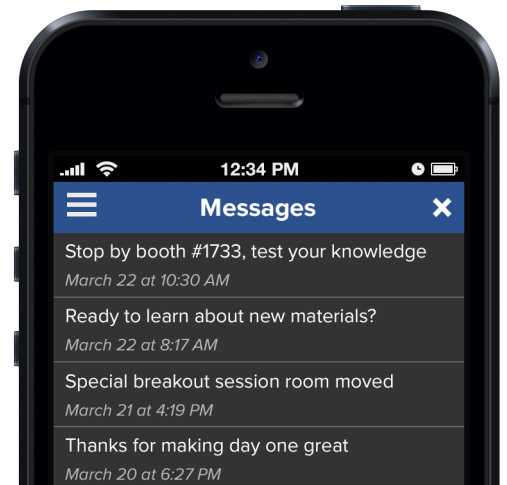 12:34 PM
Messages
Stop by booth #1733, test your knowledge
March 22 at 10:30 AM
Ready to learn about new materials?
March 22 at 8:17 AM
Special breakout session room moved
March 21 at 4:19 PM
Thanks for making day one great
March 20 at 6:27 PM